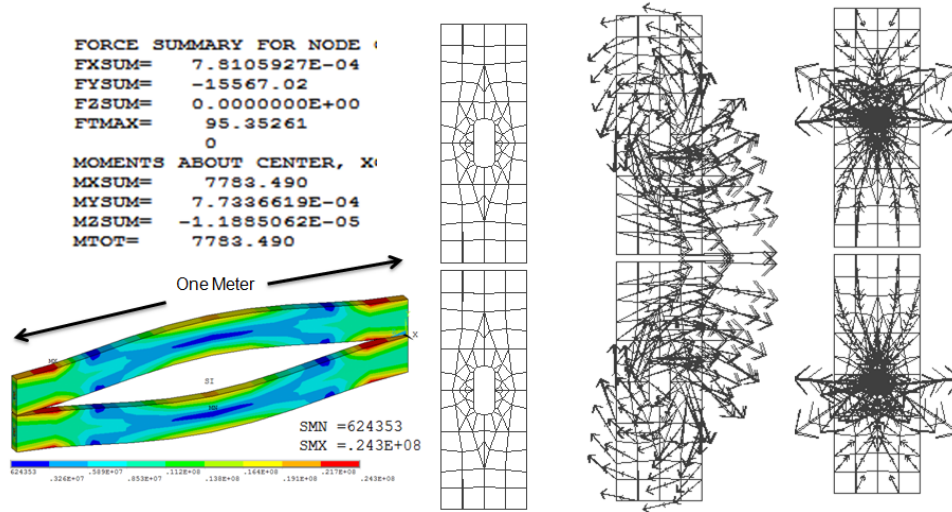 FORCE SUMMARY FOR NODE
FXSUM= 7.8105927E-04
FYSUM= -15567.02
FZSUM= 0.0000000E+00
FTMAX= 95.35261
0
MOMENTS ABOUT CENTER,
MXSUM= 7783.490
MYSUM= 7.7336619E-04
MZSUM= -1.1885062E-05
MTOT= 7783.490
One Meter
MX
X
SI
MN
SMN =624353
SMX =.243E+08
624353 .589E+07 .112E+08 .164E+08 .217E+08
.326E+07 .853E+07 .138E+08 .191E+08 .243E+08